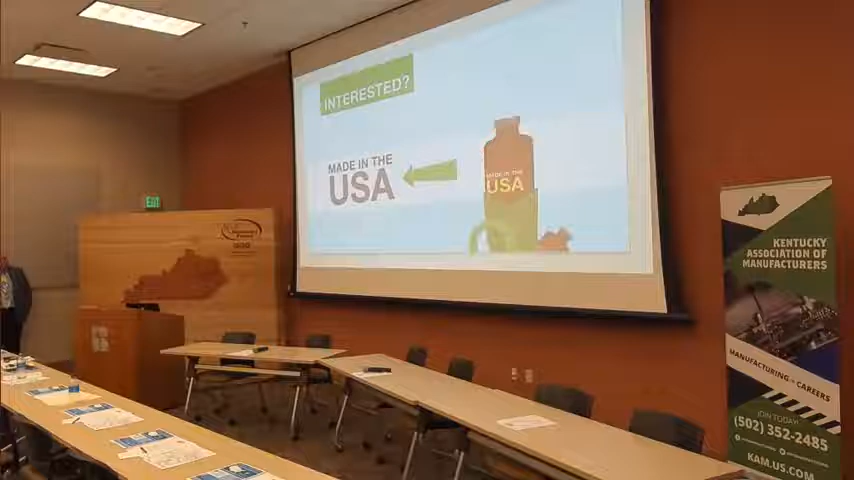 INTERESTED?
MADE IN THE
USA
MADE IN THE
USA
EXIT
KENTUCKY
ASSOCIATION OF
MANUFACTURERS
MANUFACTURING CAREERS
JOIN TODAY!
(502) 352-2485
KAM.US.COM